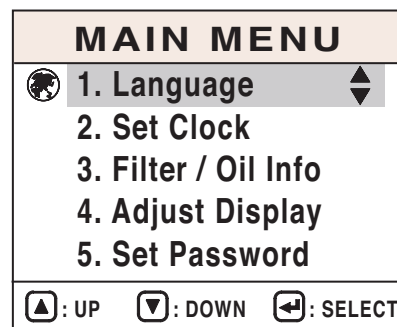 MAIN MENU
1. Language
2. Set Clock
3. Filter / Oil Info
4. Adjust Display
5. Set Password
: UP : DOWN : SELECT